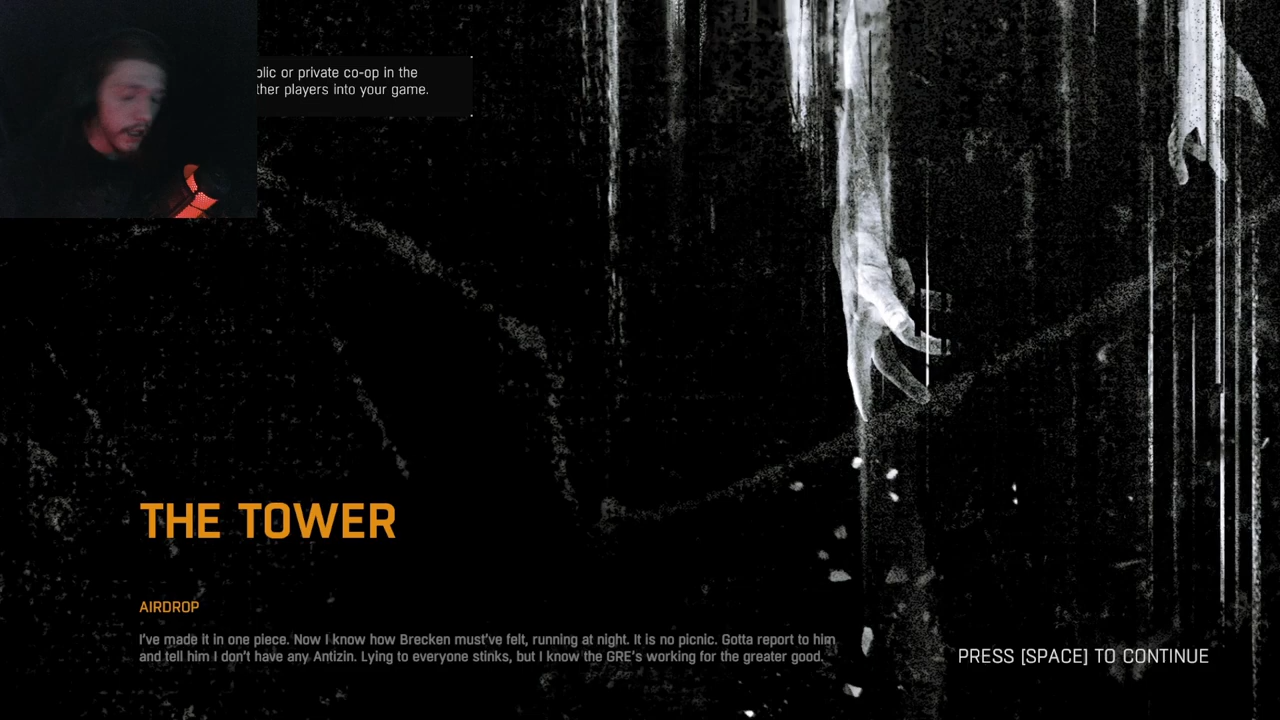 olic or private co-op in the
ther players into your game.
THE TOWER
AIRDROP
I've made it in one piece. Now I know how Brecken must've felt, running at night. It is no picnic. Gotta report to him
and tell him I don't have any Antizin. Lying to everyone stinks, but I know the GRE's working for the greater good.
PRESS [SPACE] TO CONTINUE